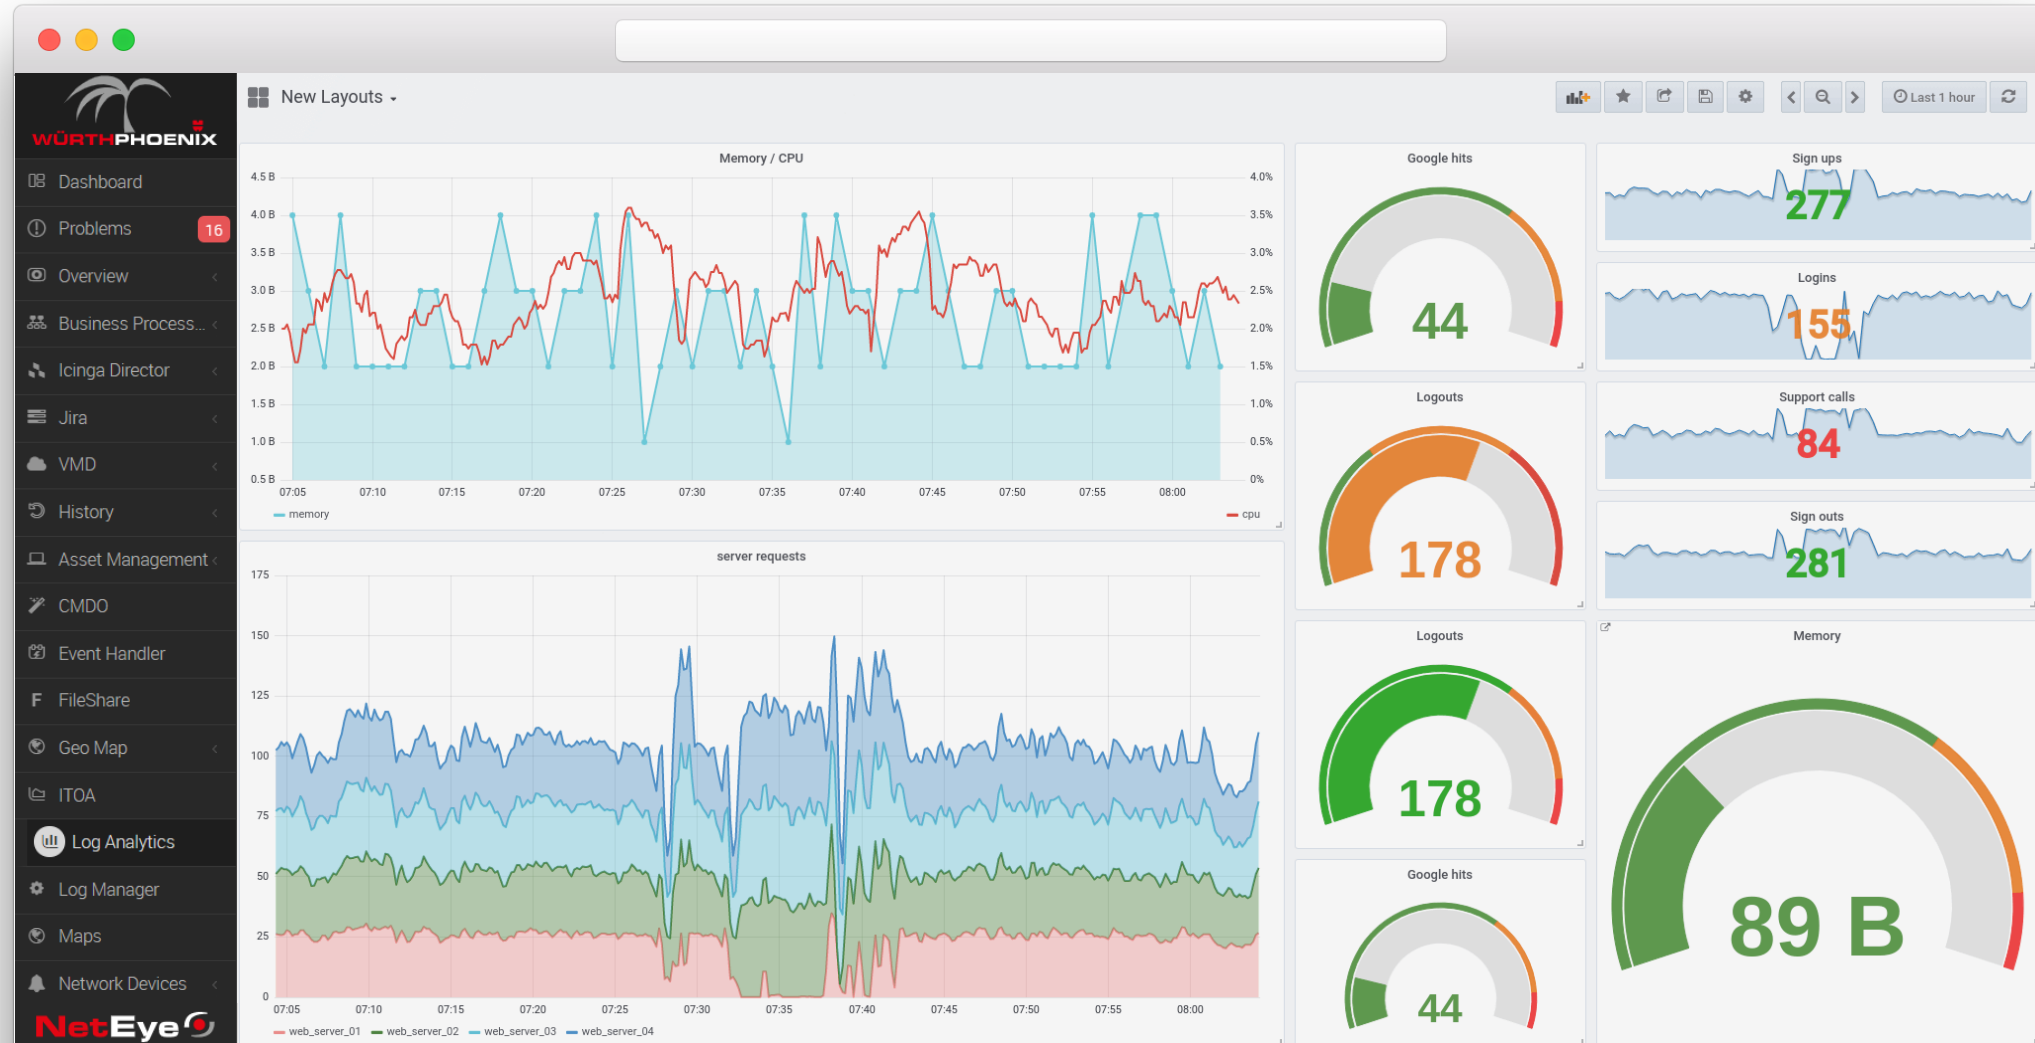 WÜRTHPHOENIX
Dashboard
Problems 16
Overview
Business Process...
Icinga Director
Jira
VMD
History
Asset Management
CMDO
Event Handler
F FileShare
Geo Map
ITOA
Log Analytics
Log Manager
Maps
Network Devices
NetEye
New Layouts
Last 1 hour
Memory / CPU
4.5 B
4.0 B
3.5 B
3.0 B
2.5 B
2.0 B
1.5 B
1.0 B
0.5 B
4.0%
3.5%
3.0%
2.5%
2.0%
1.5%
1.0%
0.5%
0%
07:05 07:10 07:15 07:20 07:25 07:30 07:35 07:40 07:45 07:50 07:55 08:00
memory cpu
server requests
175
150
125
100
75
50
25
0
07:05 07:10 07:15 07:20 07:25 07:30 07:35 07:40 07:45 07:50 07:55 08:00
web_server_01 web_server_02 web_server_03 web_server_04
Google hits
44
Logouts
178
Logouts
178
Google hits
44
Sign ups
277
Logins
155
Support calls
84
Sign outs
281
Memory
89 B